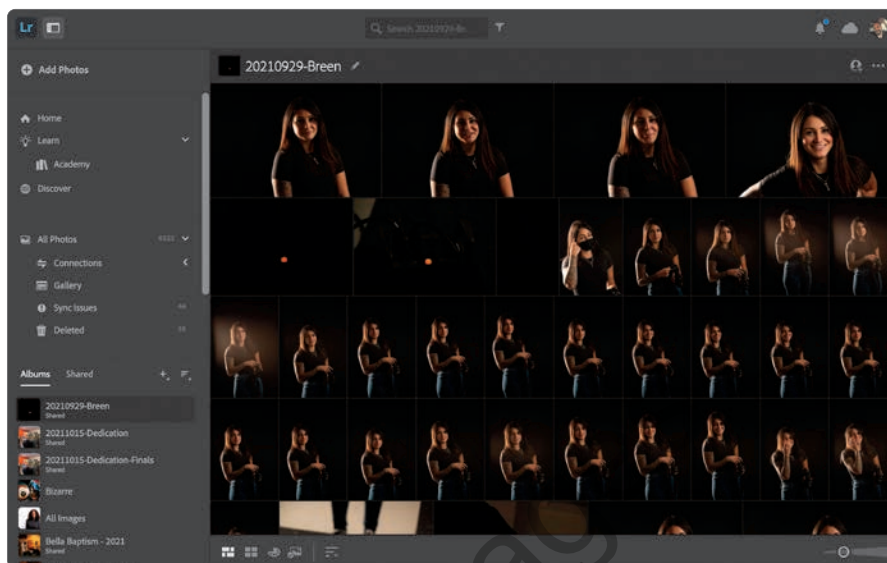 Lr
Search 20210929-Br...
Add Photos
20210929-Breen
Home
Learn
Academy
Discover
All Photos
Connections
Gallery
Sync Issues
Deleted
Albums Shared
20210929-Breen
Shared
20211015-Dedication
Shared
20211015-Dedication-Finals
Shared
Bizarre
All Images
Bella Baptism - 2021
Shared